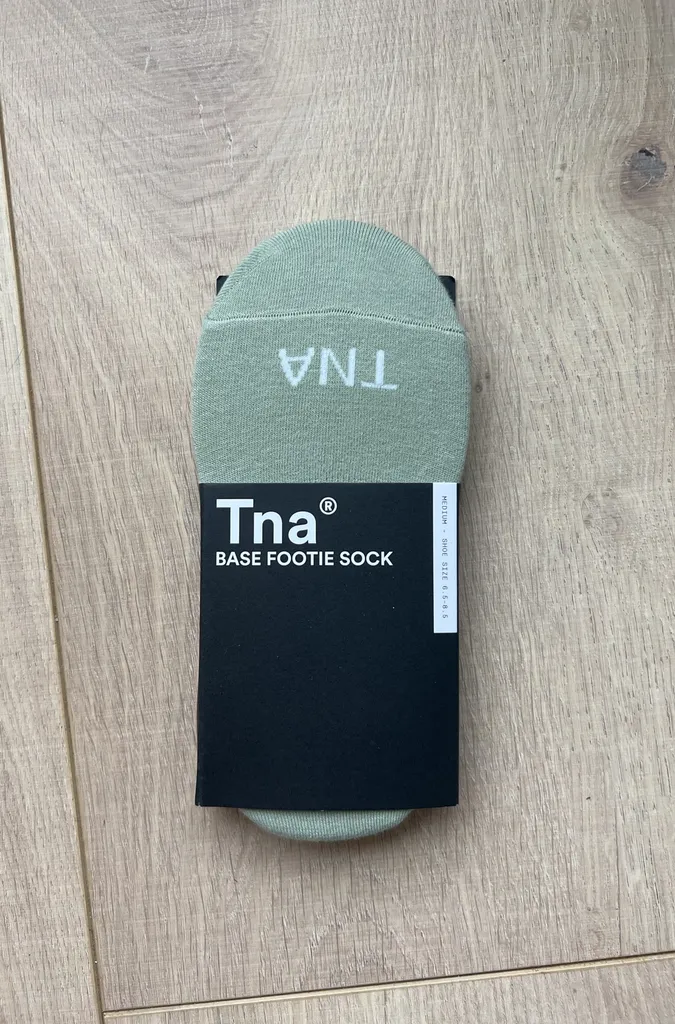 TNA
Tna®
BASE FOOTIE SOCK
MEDIUM - SHOE SIZE 6.5-8.5